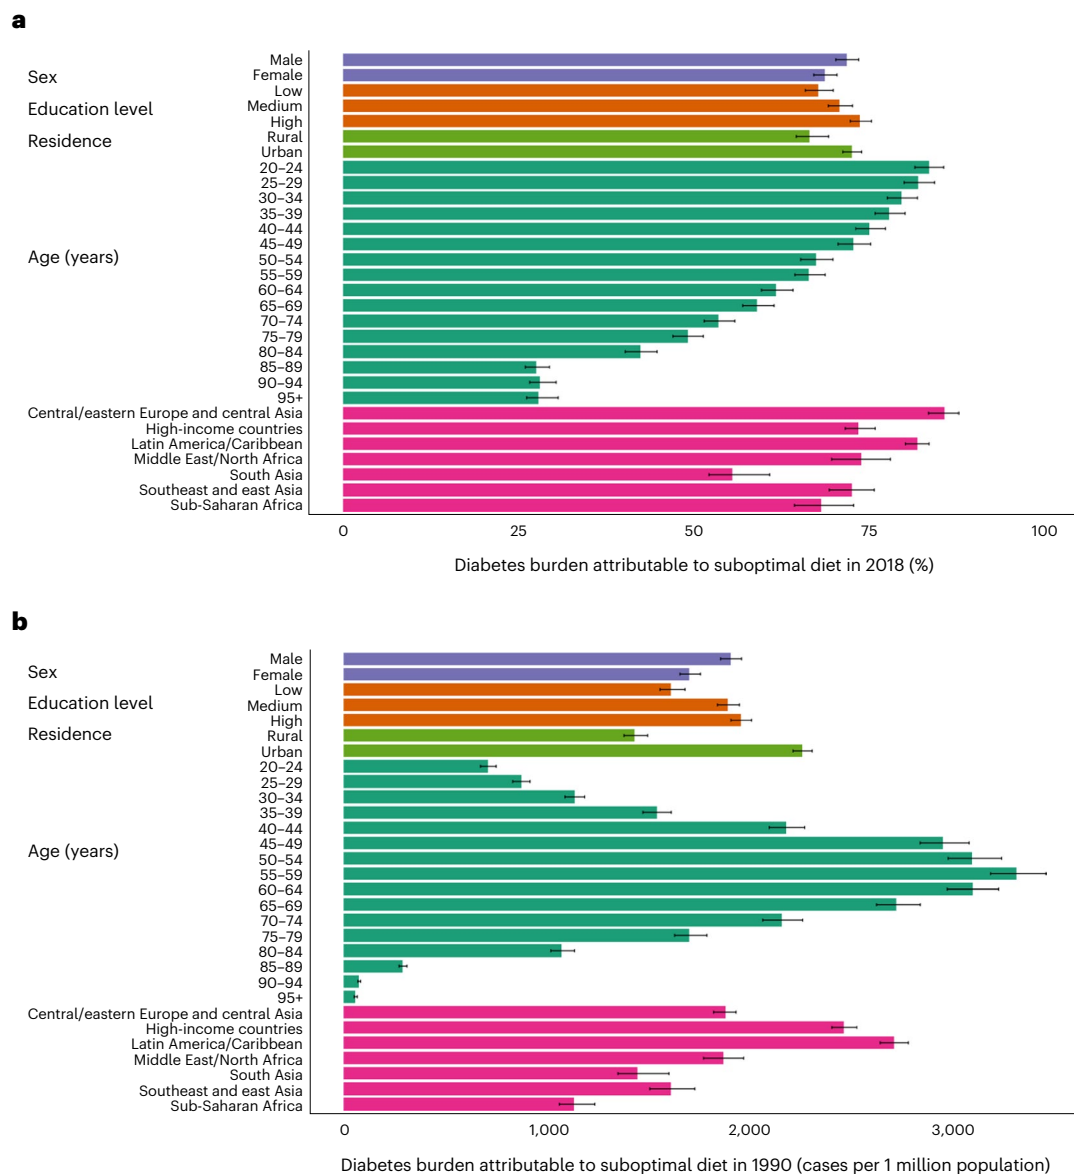 a
Male
Sex
Female
Low
Education level
Medium
High
Residence
Rural
Urban
20–24
25–29
30–34
35–39
40–44
45–49
Age (years)
50–54
55–59
60–64
65–69
70–74
75–79
80–84
85–89
90–94
95+
Central/eastern Europe and central Asia
High-income countries
Latin America/Caribbean
Middle East/North Africa
South Asia
Southeast and east Asia
Sub-Saharan Africa
0 25 50 75 100
Diabetes burden attributable to suboptimal diet in 2018 (%)
b
Male
Sex
Female
Low
Education level
Medium
High
Residence
Rural
Urban
20–24
25–29
30–34
35–39
40–44
45–49
Age (years)
50–54
55–59
60–64
65–69
70–74
75–79
80–84
85–89
90–94
95+
Central/eastern Europe and central Asia
High-income countries
Latin America/Caribbean
Middle East/North Africa
South Asia
Southeast and east Asia
Sub-Saharan Africa
0 1,000 2,000 3,000
Diabetes burden attributable to suboptimal diet in 1990 (cases per 1 million population)